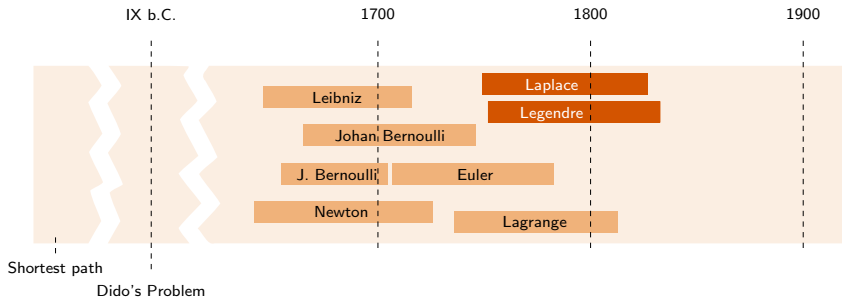 IX b.C.
1700
1800
1900
Laplace
Leibniz
Legendre
Johan Bernoulli
J. Bernoulli
Euler
Newton
Lagrange
Shortest path
Dido's Problem